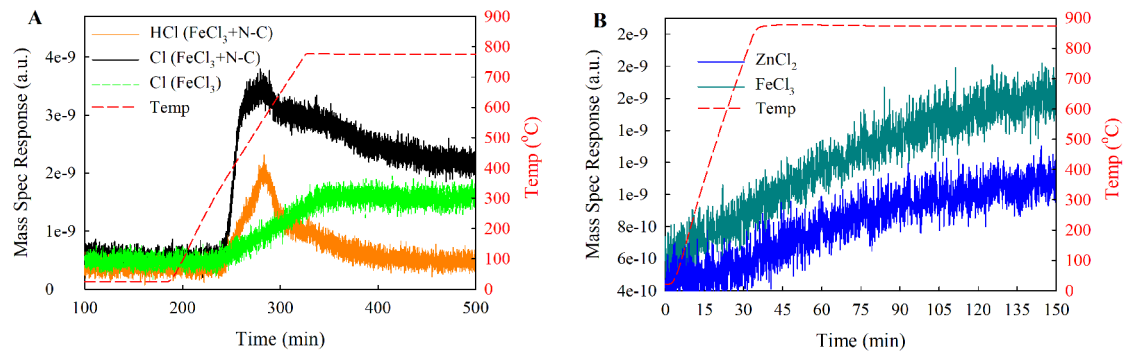 A
HCl (FeCl3+N-C)
Cl (FeCl3+N-C)
Cl (FeCl3)
Temp
Mass Spec Response (a.u.)
4e-9
3e-9
2e-9
1e-9
0
900
800
700
600
500
400
300
200
100
0
Temp (°C)
100 200 300 400 500
Time (min)
B
ZnCl2
FeCl3
Temp
Mass Spec Response (a.u.)
2e-9
2e-9
2e-9
1e-9
1e-9
1e-9
8e-10
6e-10
4e-10
900
800
700
600
500
400
300
200
100
0
Temp (°C)
0 15 30 45 60 75 90 105 120 135 150
Time (min)